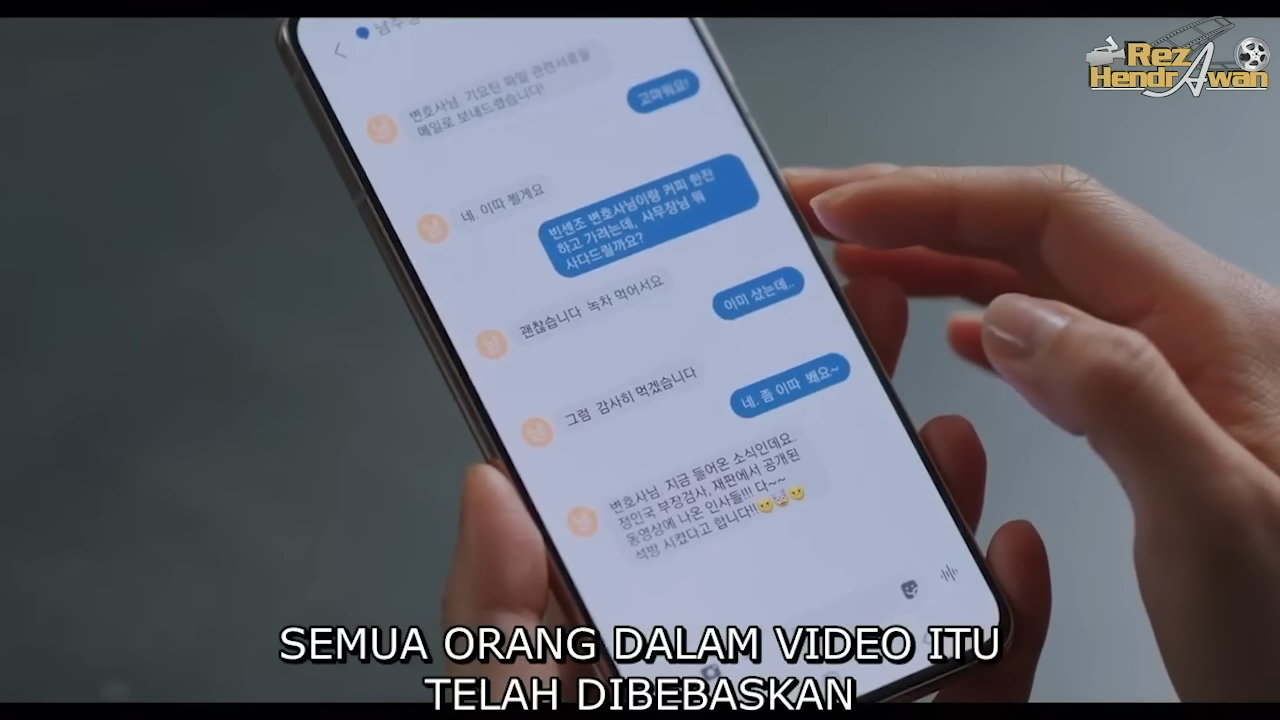 Rez
HendrAwan
남주성
변호사님, 기요틴 파일 관련서류들
메일로 보내드렸습니다!
고마워요!
네. 이따 뵐게요
빈센조 변호사님이랑 커피 한잔
하고 가려는데, 사무장님 뭐
사다드릴까요?
괜찮습니다 녹차 먹어서요
이미 샀는데..
그럼 감사히 먹겠습니다
네. 좀 이따 봬요~
변호사님, 지금 들어온 소식인데요.
정인국 부장검사, 재판에서 공개된
동영상에 나온 인사들!!! 다~~
석방 시켰다고 합니다!!
SEMUA ORANG DALAM VIDEO ITU
TELAH DIBEBASKAN